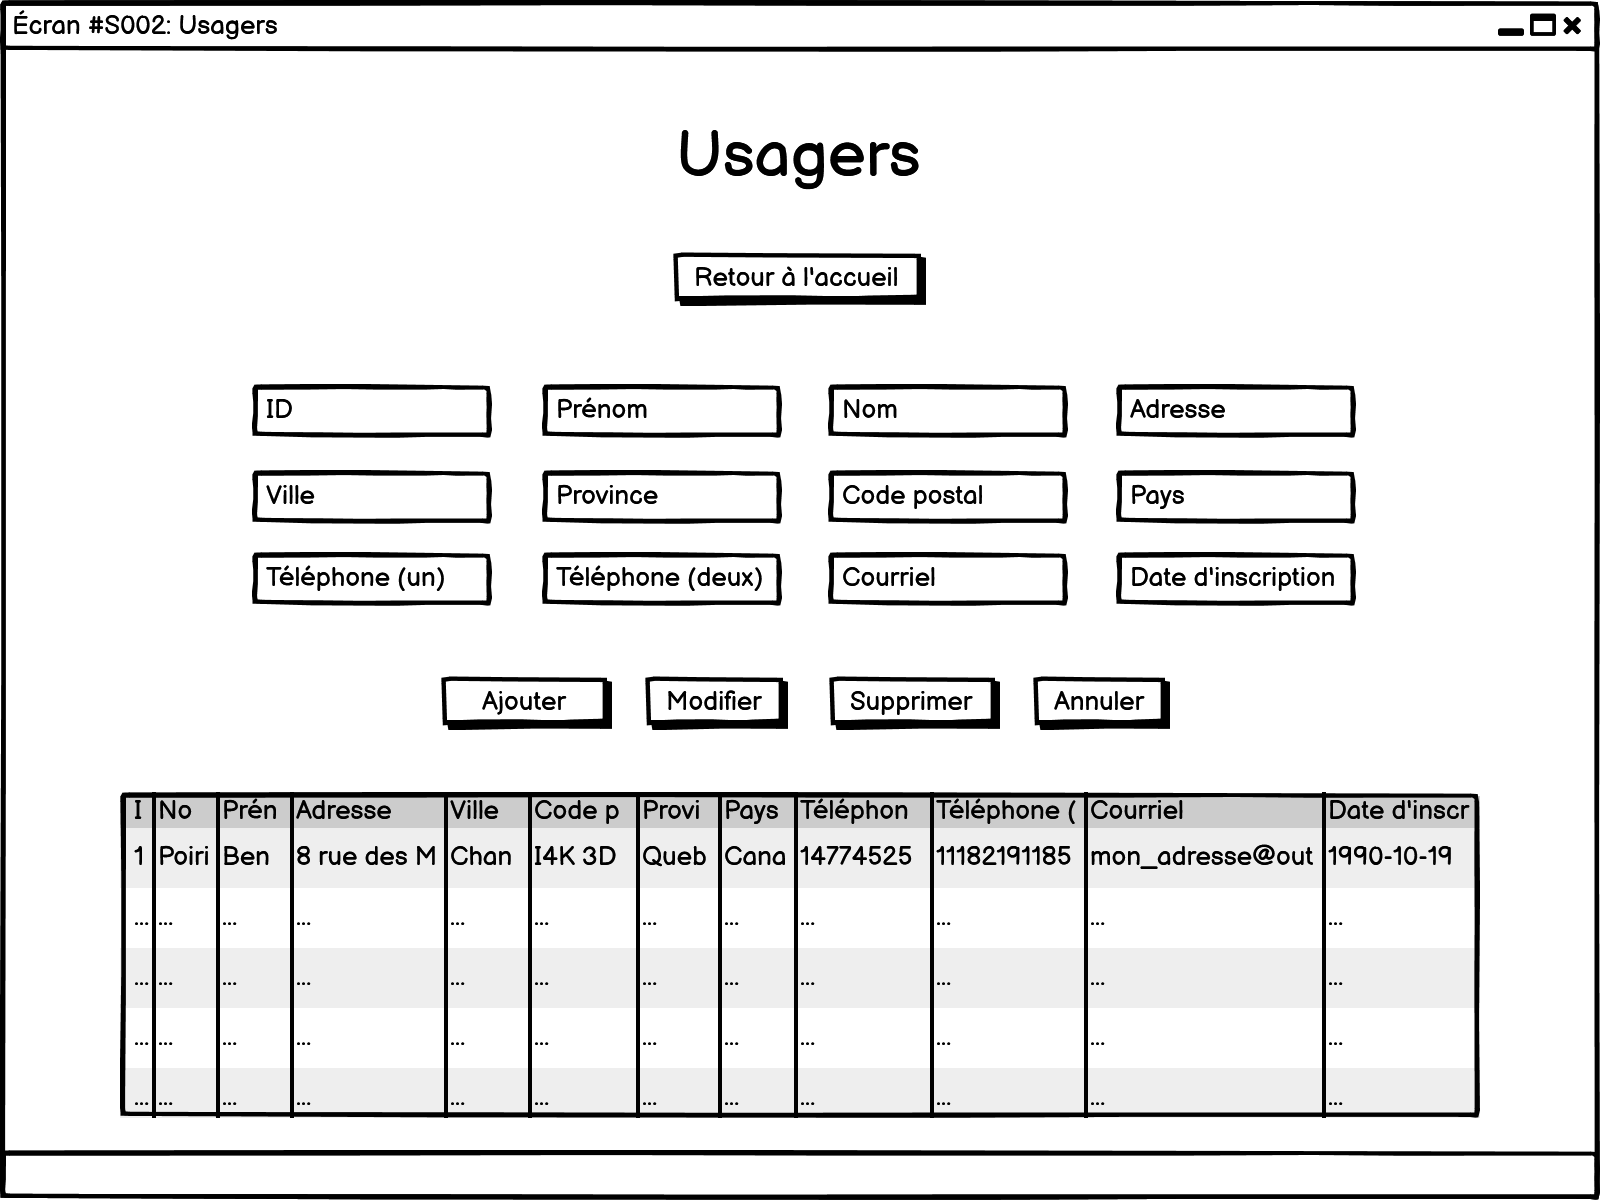 Écran #S002: Usagers
Usagers
Retour à l'accueil
ID Prénom Nom Adresse
Ville Province Code postal Pays
Téléphone (un) Téléphone (deux) Courriel Date d'inscription
Ajouter Modifier Supprimer Annuler
I No Prén Adresse Ville Code p Provi Pays Téléphon Téléphone ( Courriel Date d'inscr
1 Poiri Ben 8 rue des M Chan I4K 3D Queb Cana 14774525 11182191185 mon_adresse@out 1990-10-19
... ... ... ... ... ... ... ... ... ... ... ...
... ... ... ... ... ... ... ... ... ... ... ...
... ... ... ... ... ... ... ... ... ... ... ...
... ... ... ... ... ... ... ... ... ... ... ...